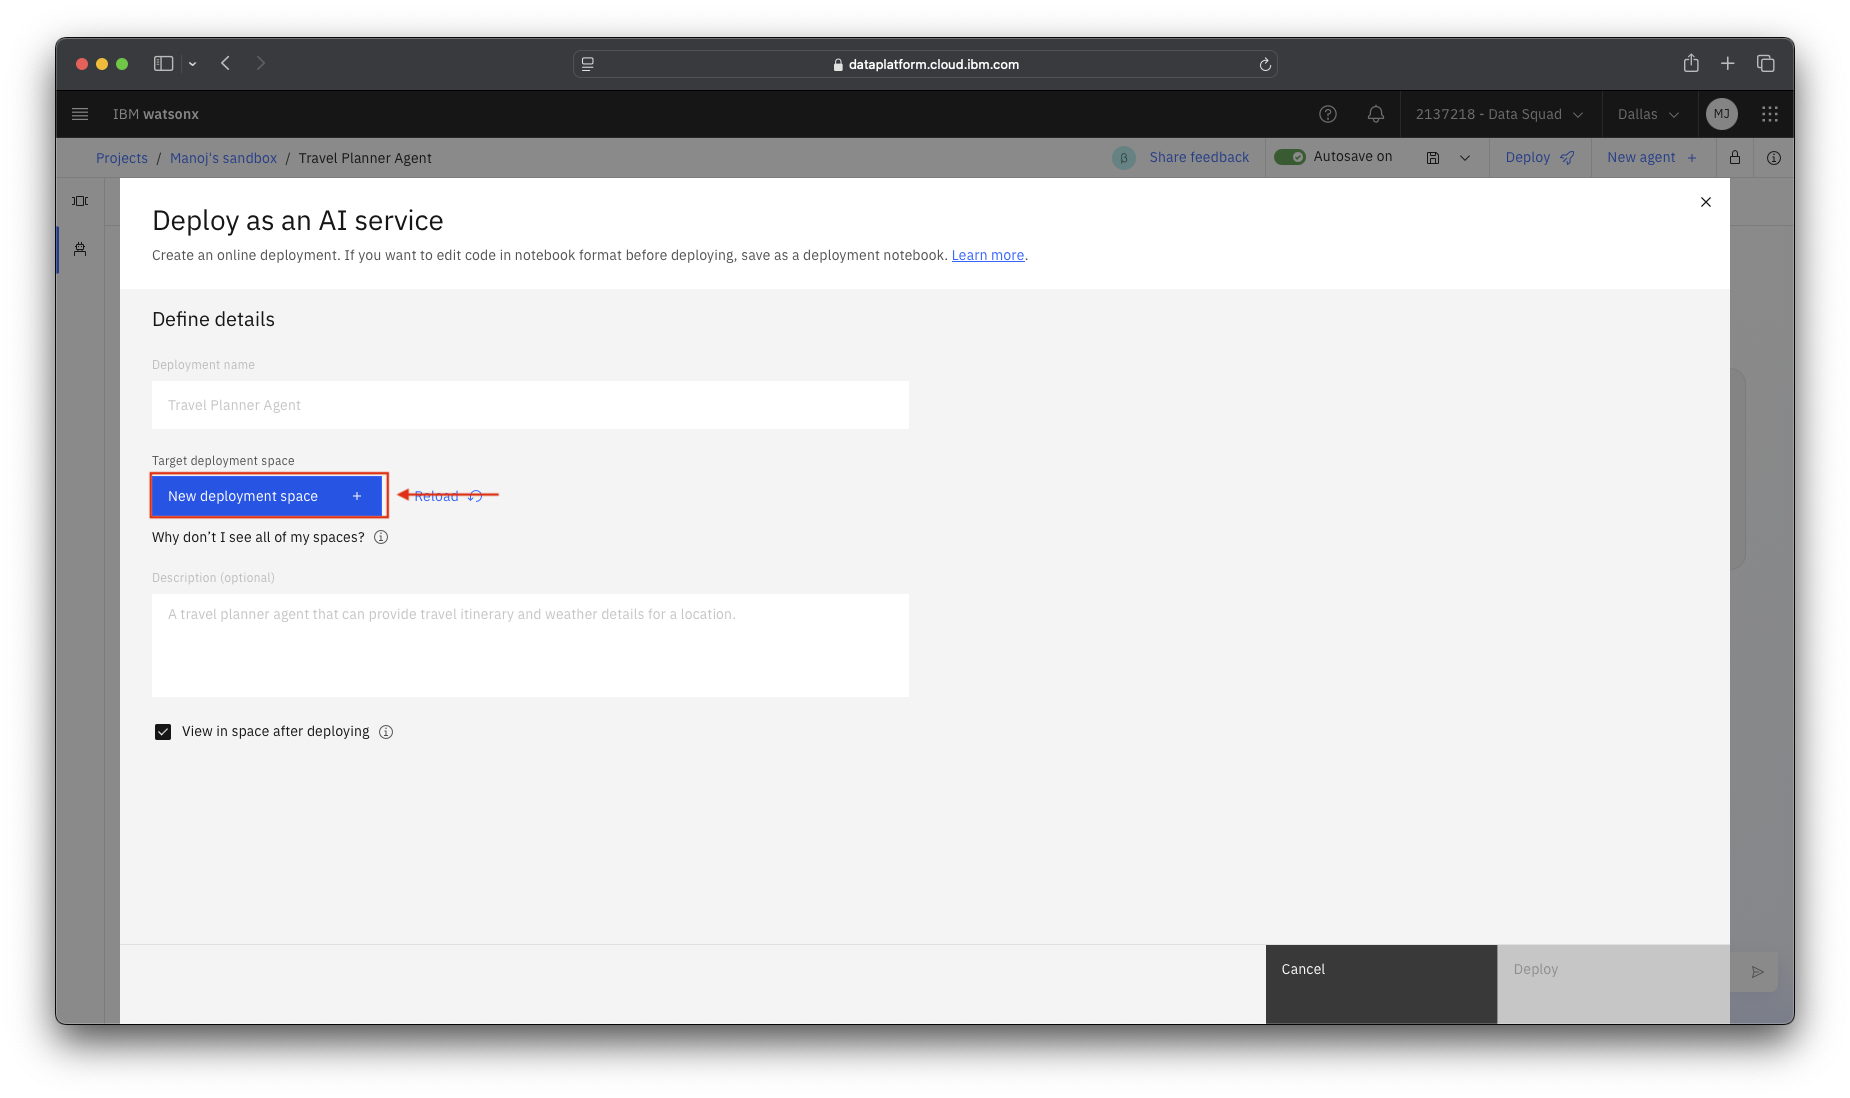 dataplatform.cloud.ibm.com
IBM watsonx
2137218 - Data Squad
Dallas
MJ
Projects / Manoj's sandbox / Travel Planner Agent
β Share feedback
Autosave on
Deploy
New agent +
Deploy as an AI service
Create an online deployment. If you want to edit code in notebook format before deploying, save as a deployment notebook. Learn more.
Define details
Deployment name
Travel Planner Agent
Target deployment space
New deployment space +
Reload
Why don't I see all of my spaces?
Description (optional)
A travel planner agent that can provide travel itinerary and weather details for a location.
View in space after deploying
Cancel
Deploy